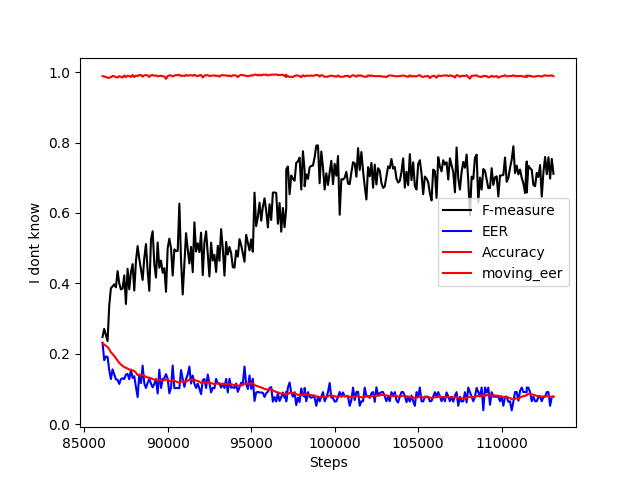 1.0
0.8
0.6
0.4
0.2
0.0
I dont know
85000 90000 95000 100000 105000 110000
Steps
F-measure
EER
Accuracy
moving_eer